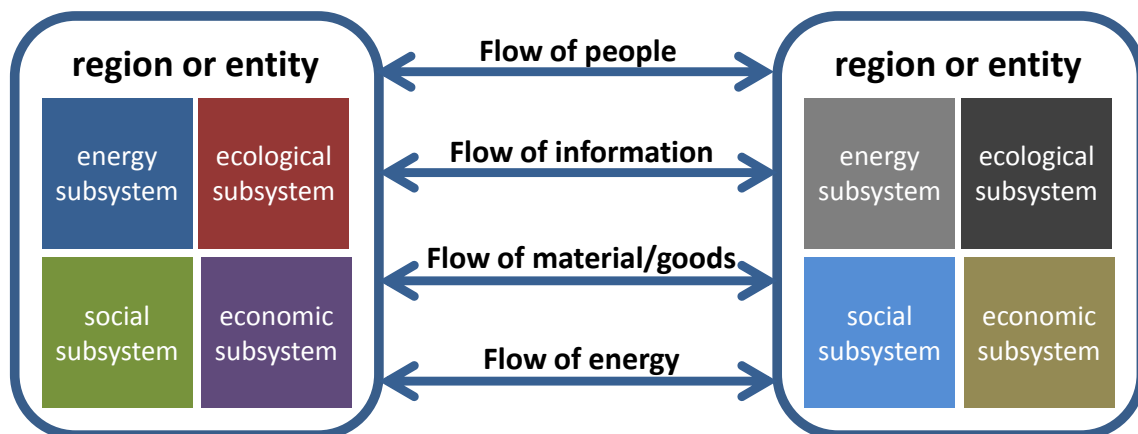 region or entity
energy
subsystem
ecological
subsystem
social
subsystem
economic
subsystem
Flow of people
Flow of information
Flow of material/goods
Flow of energy
region or entity
energy
subsystem
ecological
subsystem
social
subsystem
economic
subsystem